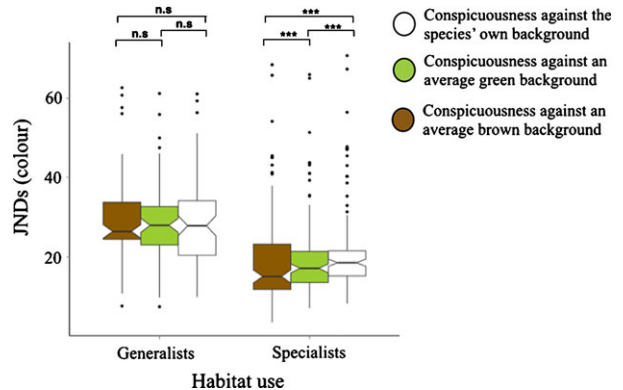 n.s
n.s
n.s
***
***
***
Conspicuousness against the
species' own background
Conspicuousness against an
average green background
Conspicuousness against an
average brown background
JNDs (colour)
60
40
20
Generalists
Specialists
Habitat use